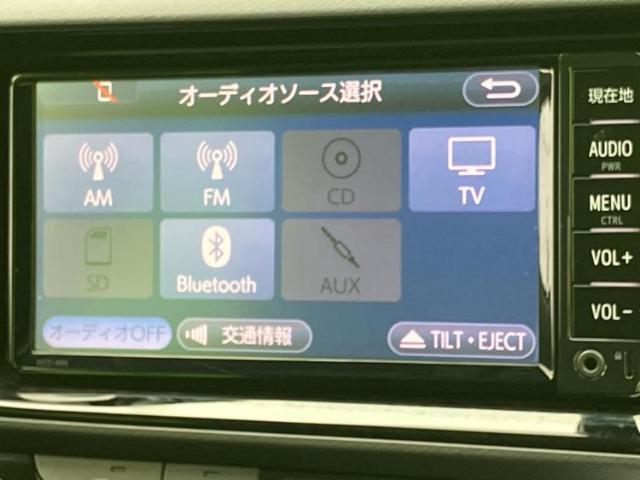 オーディオソース選択
AM
FM
CD
TV
SD
Bluetooth
AUX
オーディオOFF
交通情報
TILT・EJECT
現在地
AUDIO
PWR
MENU
CTRL
VOL+
VOL-